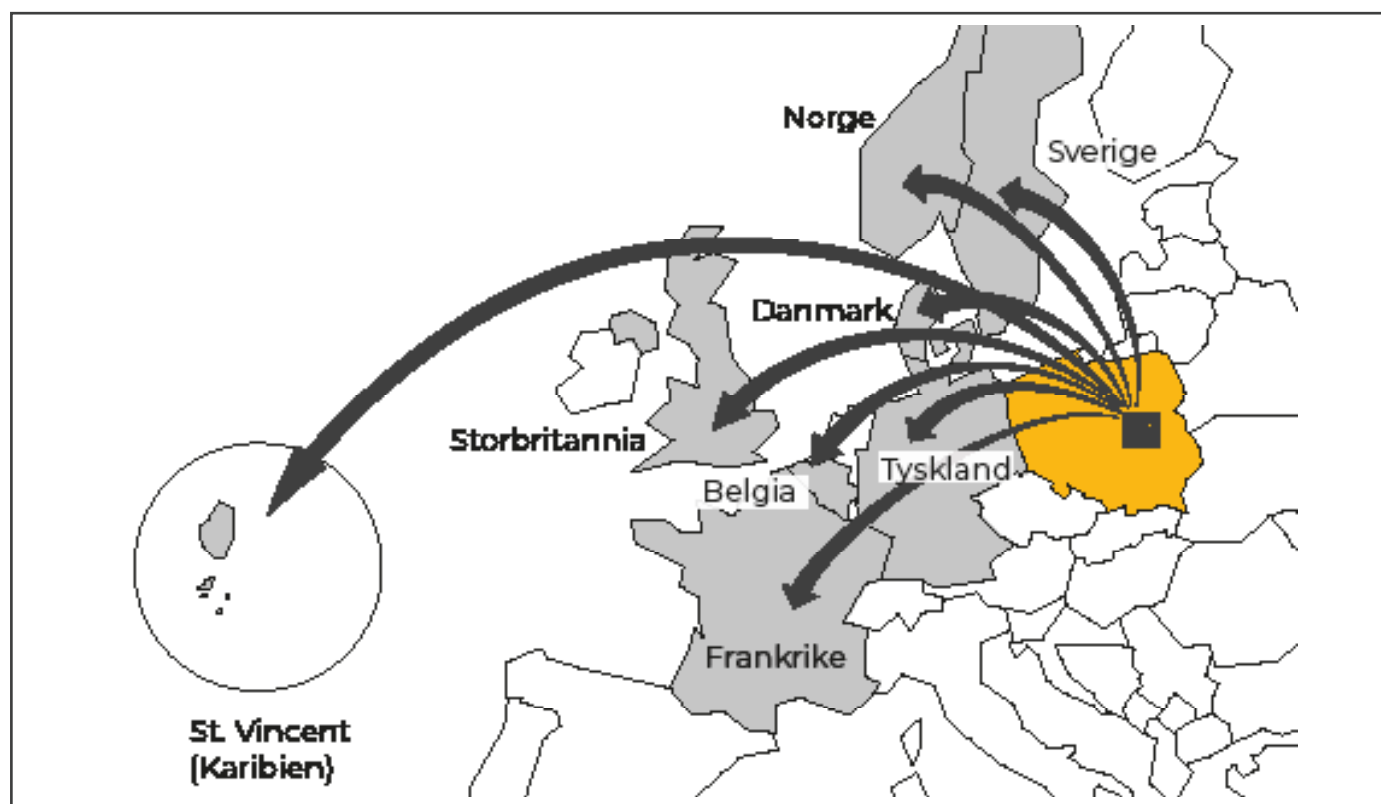 Norge
Sverige
Danmark
Storbritannia
Belgia
Tyskland
Frankrike
St. Vincent
(Karibien)